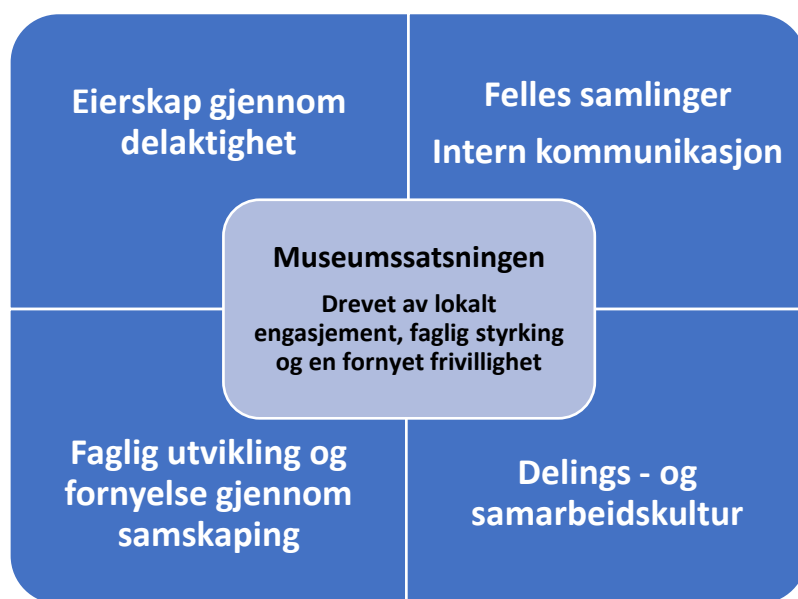 Eierskap gjennom
delaktighet
Felles samlinger
Intern kommunikasjon
Museumssatsningen
Drevet av lokalt
engasjement, faglig styrking
og en fornyet frivillighet
Faglig utvikling og
fornyelse gjennom
samskaping
Delings - og
samarbeidskultur